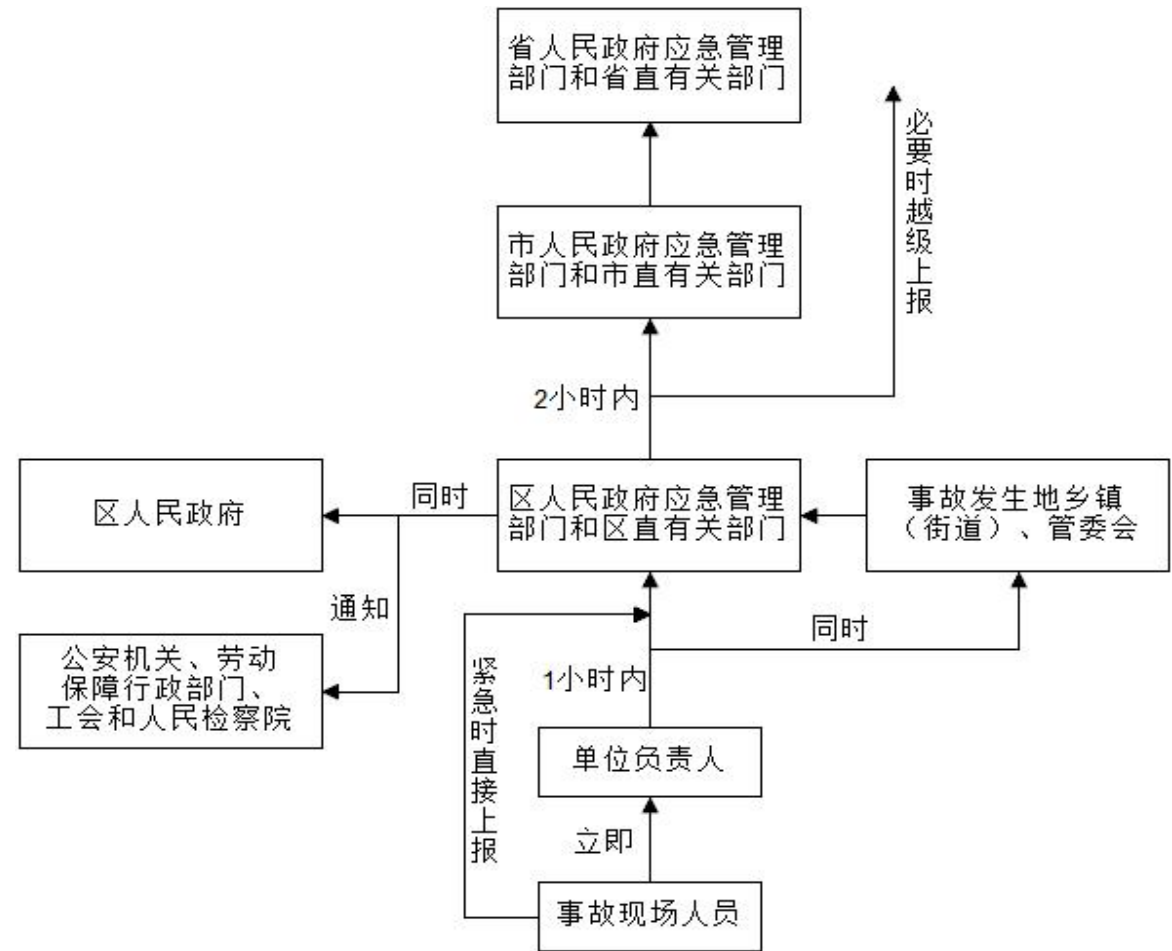 省人民政府应急管理
部门和省直有关部门
必要时越级上报
市人民政府应急管理
部门和市直有关部门
2小时内
区人民政府
同时
区人民政府应急管理
部门和区直有关部门
事故发生地乡镇
（街道）、管委会
通知
同时
公安机关、劳动
保障行政部门、
工会和人民检察院
紧急时直接上报
1小时内
单位负责人
立即
事故现场人员